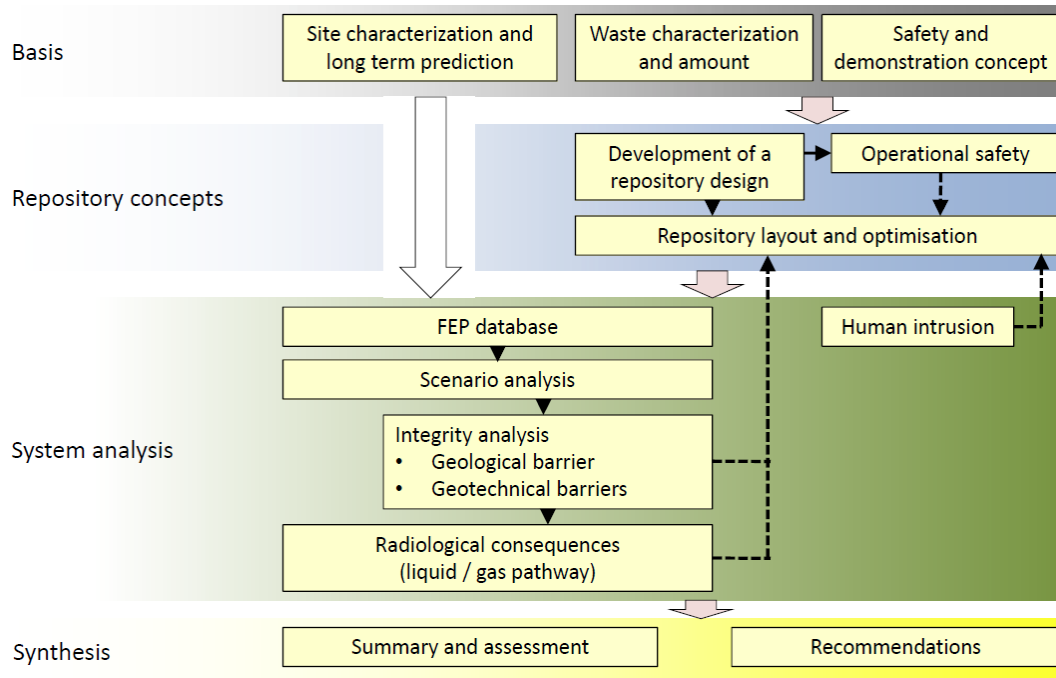 Basis
Site characterization and
long term prediction
Waste characterization
and amount
Safety and
demonstration concept
Repository concepts
Development of a
repository design
Operational safety
Repository layout and optimisation
System analysis
FEP database
Human intrusion
Scenario analysis
Integrity analysis
• Geological barrier
• Geotechnical barriers
Radiological consequences
(liquid / gas pathway)
Synthesis
Summary and assessment
Recommendations